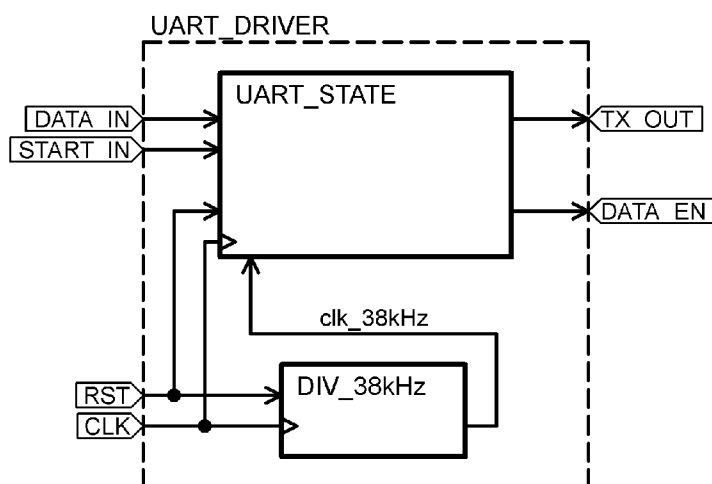 UART_DRIVER
UART_STATE
DATA_IN
START_IN
TX_OUT
DATA_EN
clk_38kHz
DIV_38kHz
RST
CLK